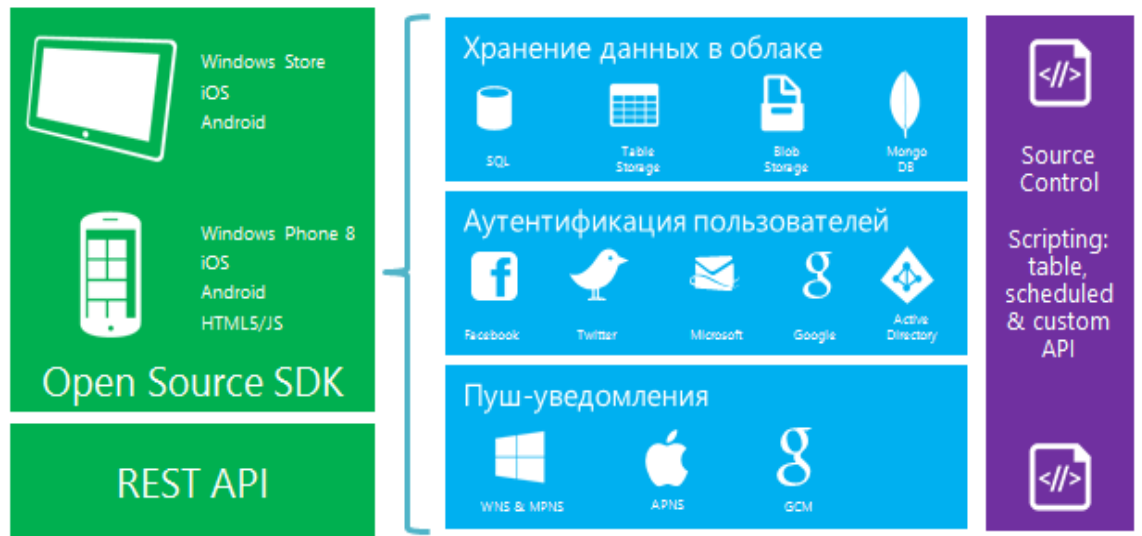 Windows Store
iOS
Android
Windows Phone 8
iOS
Android
HTML5/JS
Open Source SDK
REST API
Хранение данных в облаке
SQL
Table
Storage
Blob
Storage
Mongo
DB
Аутентификация пользователей
Facebook
Twitter
Microsoft
Google
Active
Directory
Пуш-уведомления
WNS & MPNS
APNS
GCM
Source
Control
Scripting:
table,
scheduled
& custom
API